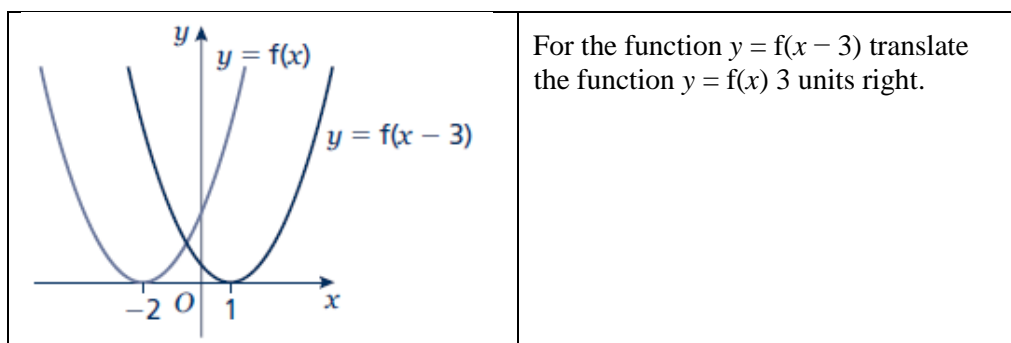 y
y = f(x)
y = f(x − 3)
−2 O 1 x
For the function y = f(x − 3) translate
the function y = f(x) 3 units right.